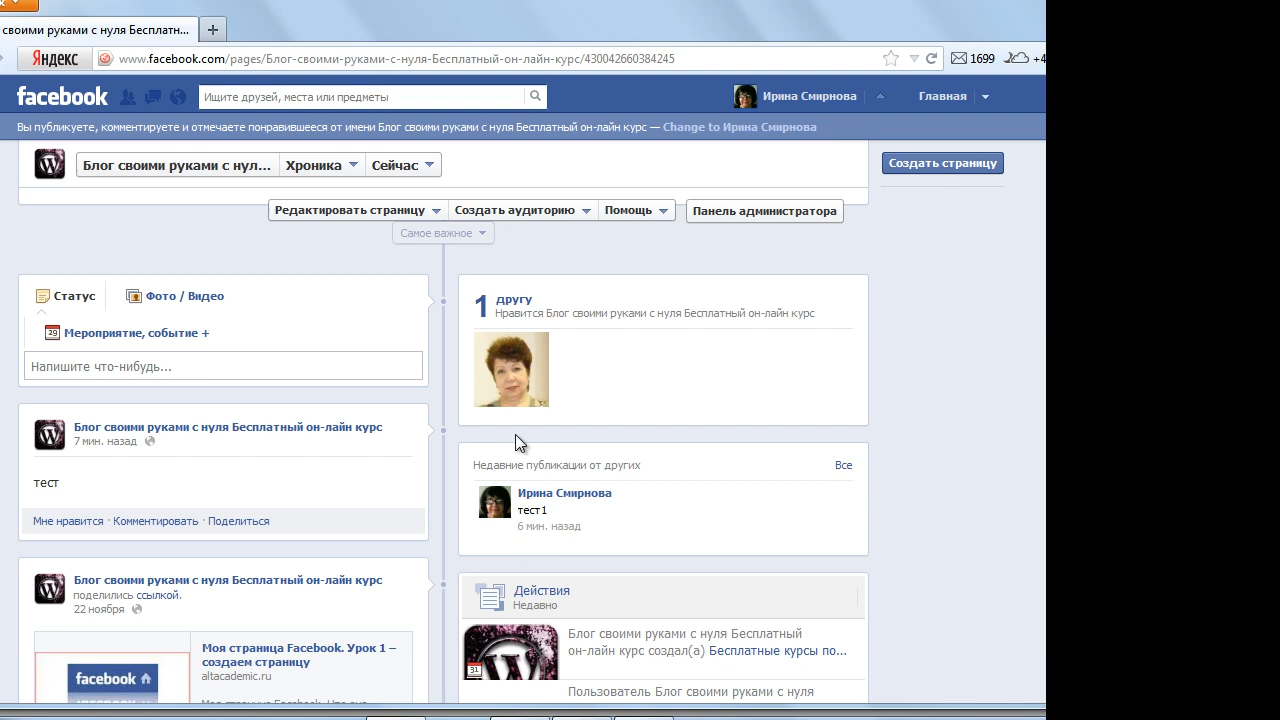 своими руками с нуля Бесплатн...
Яндекс
www.facebook.com/pages/Блог-своими-руками-с-нуля-Бесплатный-он-лайн-курс/430042660384245
1699
+4
facebook
Ищите друзей, места или предметы
Ирина Смирнова
Главная
Вы публикуете, комментируете и отмечаете понравившееся от имени Блог своими руками с нуля Бесплатный он-лайн курс — Change to Ирина Смирнова
Блог своими руками с нул...
Хроника
Сейчас
Создать страницу
Редактировать страницу
Создать аудиторию
Помощь
Панель администратора
Самое важное
Статус
Фото / Видео
29
Мероприятие, событие +
Напишите что-нибудь...
Блог своими руками с нуля Бесплатный он-лайн курс
7 мин. назад
тест
Мне нравится · Комментировать · Поделиться
Блог своими руками с нуля Бесплатный он-лайн курс
поделились ссылкой.
22 ноября
facebook
Моя страница Facebook. Урок 1 –
создаем страницу
altacademic.ru
1 другу
Нравится Блог своими руками с нуля Бесплатный он-лайн курс
Недавние публикации от других
Все
Ирина Смирнова
тест1
6 мин. назад
Действия
Недавно
31
Блог своими руками с нуля Бесплатный
он-лайн курс создал(а) Бесплатные курсы по...
Пользователь Блог своими руками с нуля